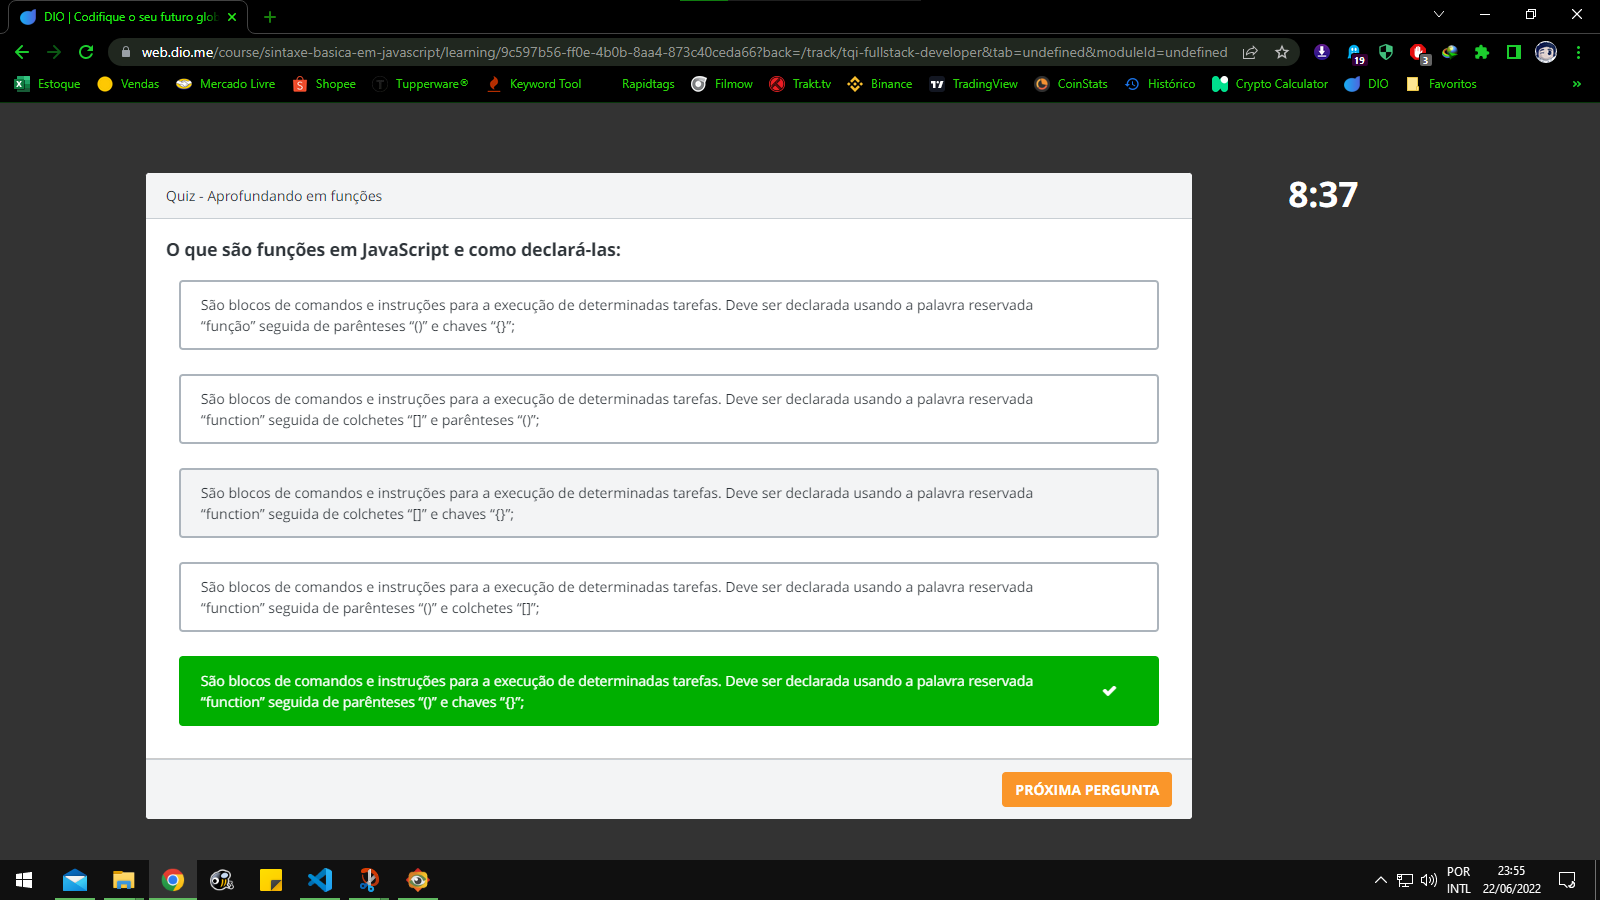 DIO | Codifique o seu futuro glob
web.dio.me/course/sintaxe-basica-em-javascript/learning/9c597b56-ff0e-4b0b-8aa4-873c40ceda66?back=/track/tqi-fullstack-developer&tab=undefined&moduleId=undefined
19
3
Estoque Vendas Mercado Livre Shopee Tupperware® Keyword Tool Rapidtags Filmow Trakt.tv Binance TradingView CoinStats Histórico Crypto Calculator DIO Favoritos »
Quiz - Aprofundando em funções
8:37
O que são funções em JavaScript e como declará-las:
São blocos de comandos e instruções para a execução de determinadas tarefas. Deve ser declarada usando a palavra reservada
“função” seguida de parênteses “()” e chaves “{}”;
São blocos de comandos e instruções para a execução de determinadas tarefas. Deve ser declarada usando a palavra reservada
“function” seguida de colchetes “[]” e parênteses “()”;
São blocos de comandos e instruções para a execução de determinadas tarefas. Deve ser declarada usando a palavra reservada
“function” seguida de colchetes “[]” e chaves “{}”;
São blocos de comandos e instruções para a execução de determinadas tarefas. Deve ser declarada usando a palavra reservada
“function” seguida de parênteses “()” e colchetes “[]”;
São blocos de comandos e instruções para a execução de determinadas tarefas. Deve ser declarada usando a palavra reservada
“function” seguida de parênteses “()” e chaves “{}”;
PRÓXIMA PERGUNTA
POR 23:55
INTL 22/06/2022